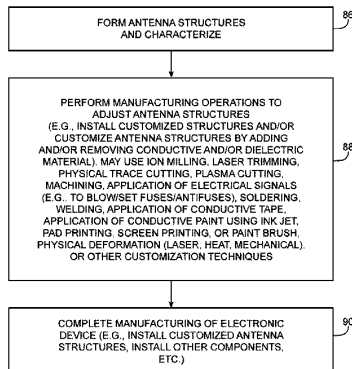 FORM ANTENNA STRUCTURES
AND CHARACTERIZE
86
PERFORM MANUFACTURING OPERATIONS TO
ADJUST ANTENNA STRUCTURES
(E.G., INSTALL CUSTOMIZED STRUCTURES AND/OR
CUSTOMIZE ANTENNA STRUCTURES BY ADDING
AND/OR REMOVING CONDUCTIVE AND/OR DIELECTRIC
MATERIAL). MAY USE ION MILLING, LASER TRIMMING,
PHYSICAL TRACE CUTTING, PLASMA CUTTING,
MACHINING, APPLICATION OF ELECTRICAL SIGNALS
(E.G., TO BLOW/SET FUSES/ANTIFUSES), SOLDERING,
WELDING, APPLICATION OF CONDUCTIVE TAPE,
APPLICATION OF CONDUCTIVE PAINT USING INK JET,
PAD PRINTING, SCREEN PRINTING, OR PAINT BRUSH,
PHYSICAL DEFORMATION (LASER, HEAT, MECHANICAL).
OR OTHER CUSTOMIZATION TECHNIQUES
88
COMPLETE MANUFACTURING OF ELECTRONIC
DEVICE (E.G., INSTALL CUSTOMIZED ANTENNA
STRUCTURES, INSTALL OTHER COMPONENTS,
ETC.)
90